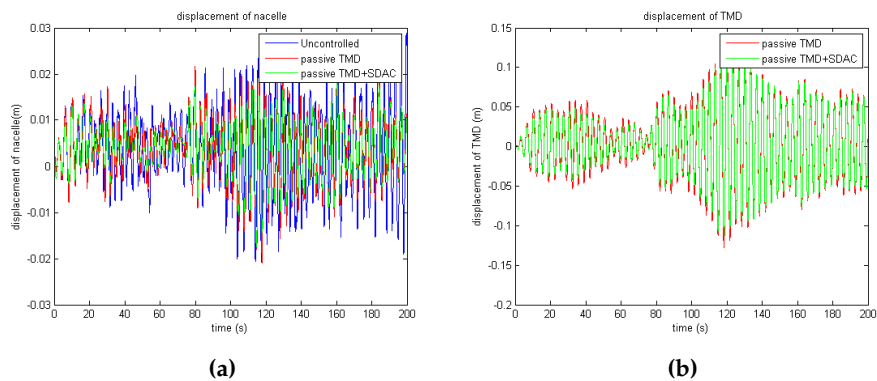 displacement of nacelle
0.03
0.02
0.01
0
-0.01
-0.02
-0.03
displacement of nacelle(m)
Uncontrolled
passive TMD
passive TMD+SDAC
0 20 40 60 80 100 120 140 160 180 200
time (s)
(a)
displacement of TMD
0.15
0.1
0.05
0
-0.05
-0.1
-0.15
-0.2
displacement of TMD (m)
passive TMD
passive TMD+SDAC
0 20 40 60 80 100 120 140 160 180 200
time (s)
(b)